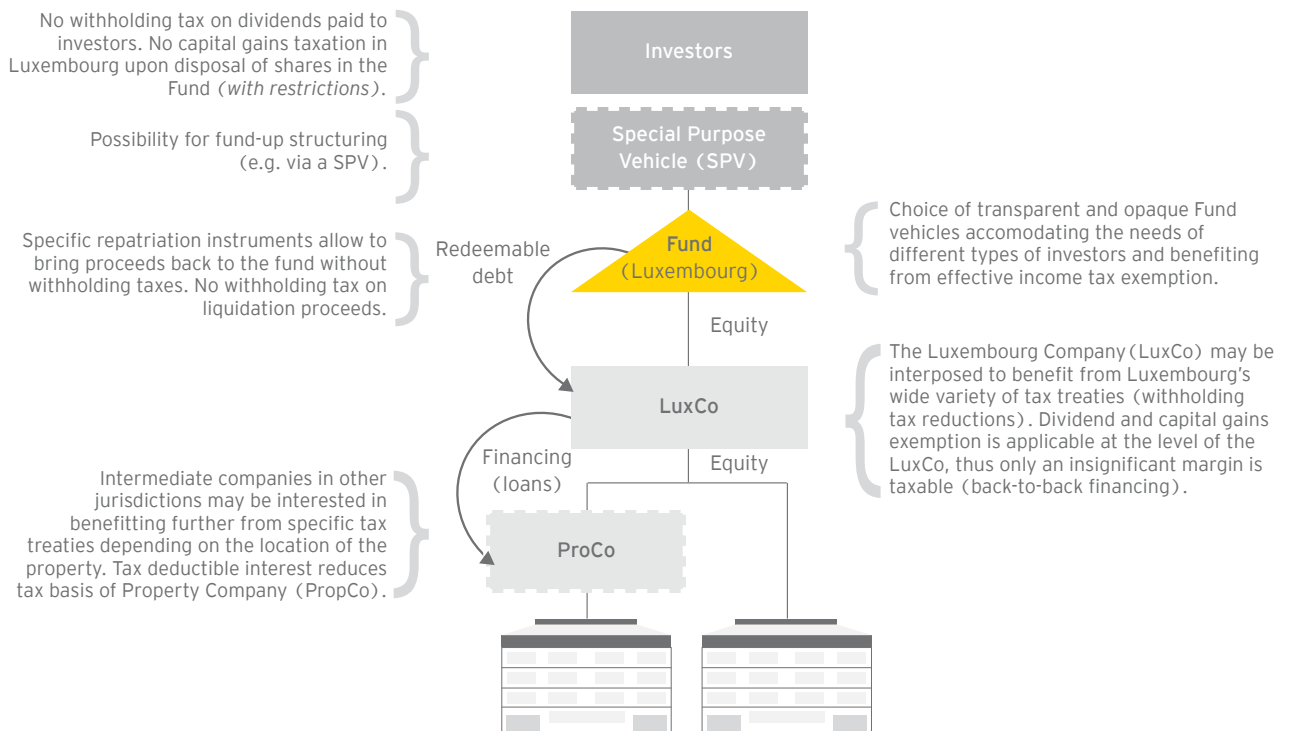 No withholding tax on dividends paid to
investors. No capital gains taxation in
Luxembourg upon disposal of shares in the
Fund (with restrictions).
Investors
Possibility for fund-up structuring
(e.g. via a SPV).
Special Purpose
Vehicle (SPV)
Specific repatriation instruments allow to
bring proceeds back to the fund without
withholding taxes. No withholding tax on
liquidation proceeds.
Redeemable
debt
Fund
(Luxembourg)
Choice of transparent and opaque Fund
vehicles accomodating the needs of
different types of investors and benefiting
from effective income tax exemption.
Equity
LuxCo
The Luxembourg Company(LuxCo) may be
interposed to benefit from Luxembourg's
wide variety of tax treaties (withholding
tax reductions). Dividend and capital gains
exemption is applicable at the level of the
LuxCo, thus only an insignificant margin is
taxable (back-to-back financing).
Financing
(loans)
Equity
Intermediate companies in other
jurisdictions may be interested in
benefitting further from specific tax
treaties depending on the location of the
property. Tax deductible interest reduces
tax basis of Property Company (PropCo).
ProCo